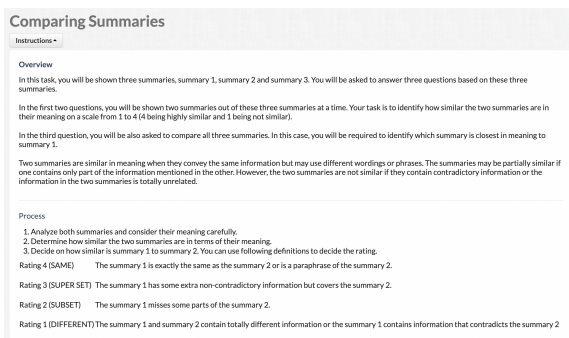 Comparing Summaries
Instructions
Overview
In this task, you will be shown three summaries, summary 1, summary 2 and summary 3. You will be asked to answer three questions based on these three
summaries.
In the first two questions, you will be shown two summaries out of these three summaries at a time. Your task is to identify how similar the two summaries are in
their meaning on a scale from 1 to 4 (4 being highly similar and 1 being not similar).
In the third question, you will be also asked to compare all three summaries. In this case, you will be required to identify which summary is closest in meaning to
summary 1.
Two summaries are similar in meaning when they convey the same information but may use different wordings or phrases. The summaries may be partially similar if
one contains only part of the information mentioned in the other. However, the two summaries are not similar if they contain contradictory information or the
information in the two summaries is totally unrelated.
Process
1. Analyze both summaries and consider their meaning carefully.
2. Determine how similar the two summaries are in terms of their meaning.
3. Decide on how similar is summary 1 to summary 2. You can use following definitions to decide the rating.
Rating 4 (SAME) The summary 1 is exactly the same as the summary 2 or is a paraphrase of the summary 2.
Rating 3 (SUPER SET) The summary 1 has some extra non-contradictory information but covers the summary 2.
Rating 2 (SUBSET) The summary 1 misses some parts of the summary 2.
Rating 1 (DIFFERENT) The summary 1 and summary 2 contain totally different information or the summary 1 contains information that contradicts the summary 2